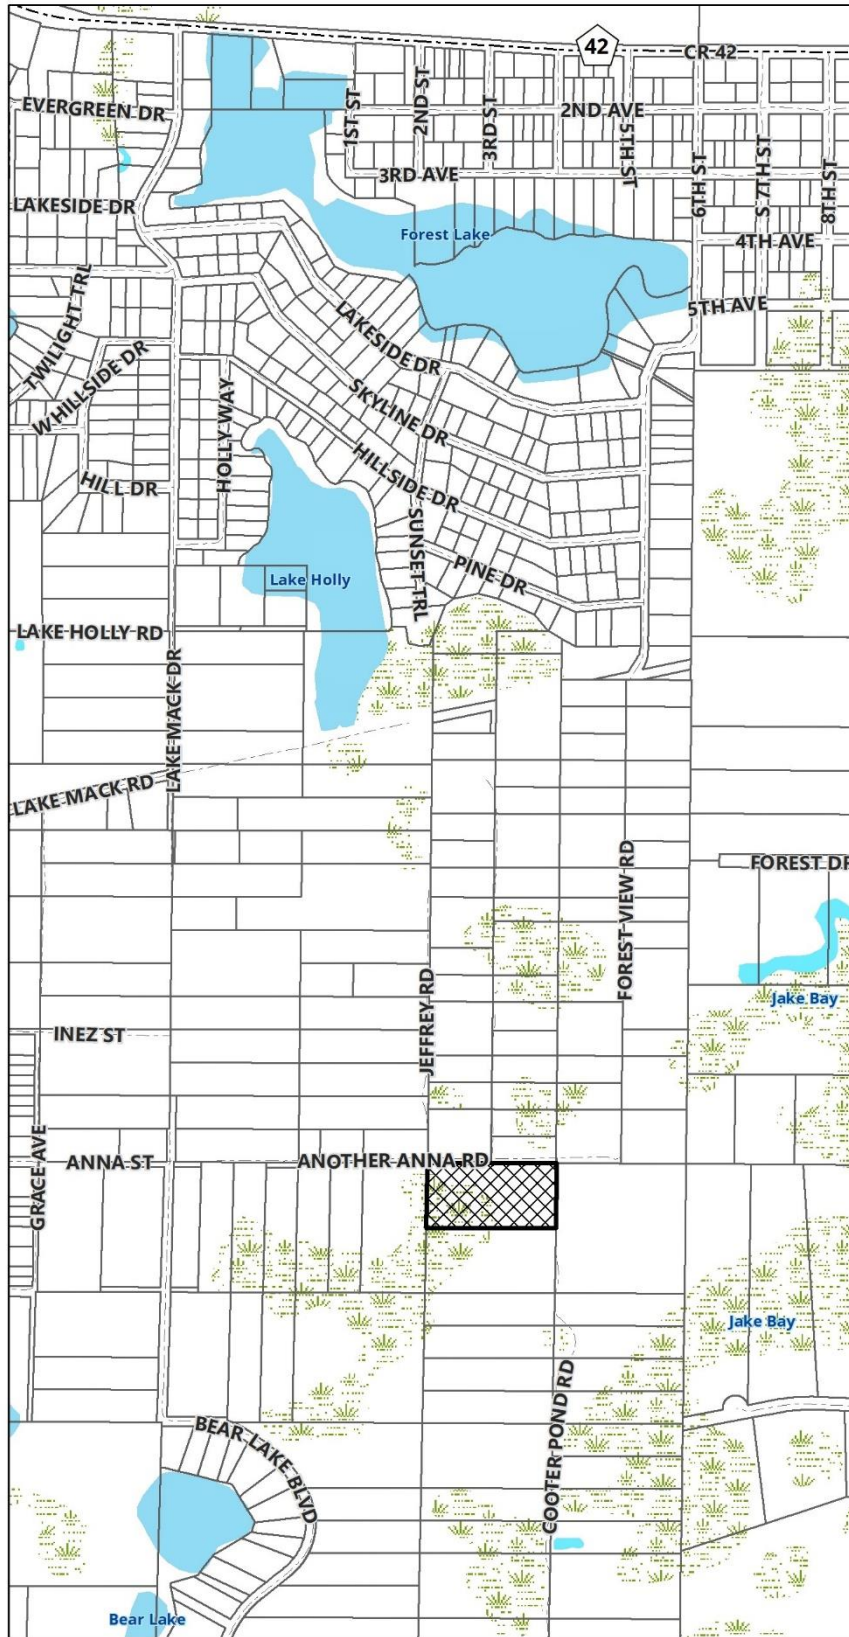 42
CR 42
EVERGREEN DR
1ST ST
2ND ST
3RD ST
2ND AVE
5TH ST
6TH ST
S 7TH ST
8TH ST
3RD AVE
LAKESIDE DR
Forest Lake
4TH AVE
5TH AVE
TWILIGHT TRL
LAKESIDE DR
W HILLSIDE DR
SKYLINE DR
HOLLY WAY
HILLSIDE DR
HILL DR
SUNSET TRL
PINE DR
Lake Holly
LAKE HOLLY RD
LAKE MACK DR
LAKE MACK RD
FOREST VIEW RD
FOREST DR
JEFFREY RD
Jake Bay
INEZ ST
GRACE AVE
ANNA ST
ANOTHER ANNA RD
Jake Bay
COOTER POND RD
BEAR LAKE BLVD
Bear Lake